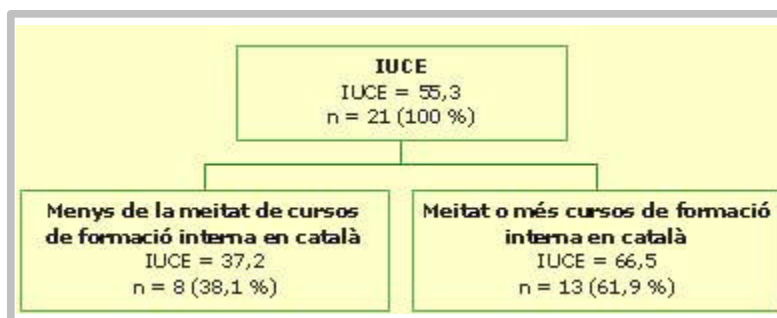 IUCE
IUCE = 55,3
n = 21 (100 %)
Menys de la meitat de cursos
de formació interna en català
IUCE = 37,2
n = 8 (38,1 %)
Meitat o més cursos de formació
interna en català
IUCE = 66,5
n = 13 (61,9 %)